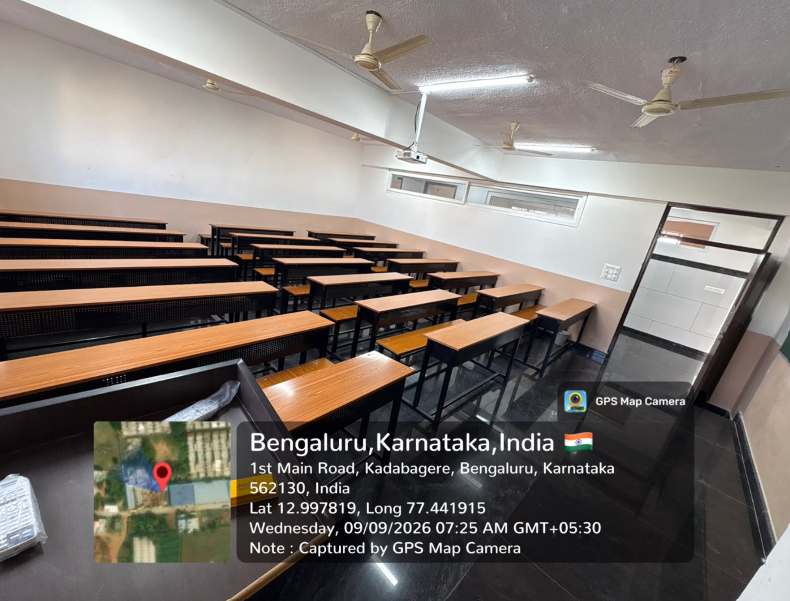 GPS Map Camera
Bengaluru,Karnataka,India 🇮🇳
1st Main Road, Kadabagere, Bengaluru, Karnataka
562130, India
Lat 12.997819, Long 77.441915
Wednesday, 09/09/2026 07:25 AM GMT+05:30
Note : Captured by GPS Map Camera